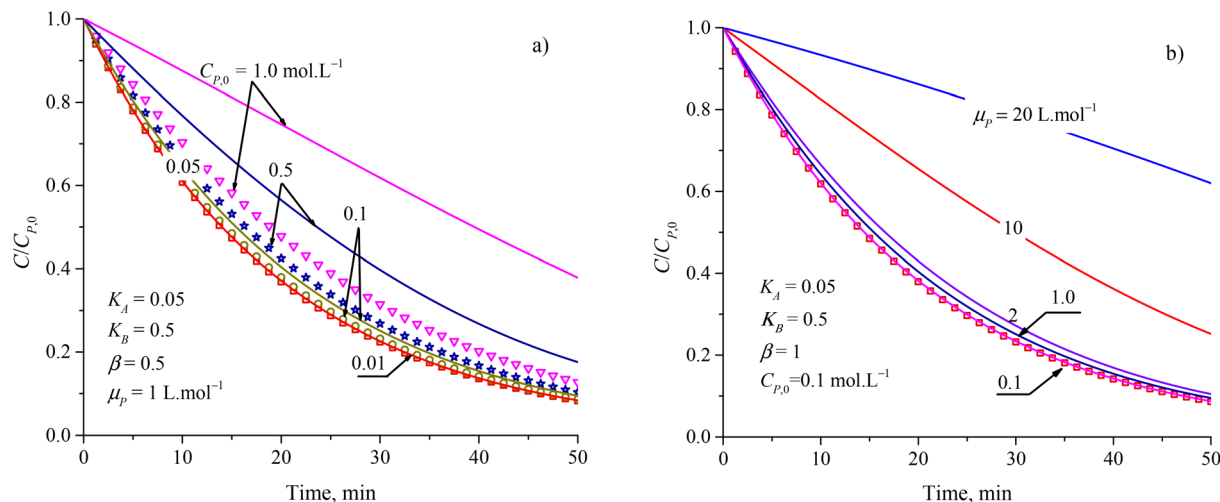 a)
C/C_{P,0}
1.0
0.8
0.6
0.4
0.2
0.0
C_{P,0} = 1.0 mol.L^{−1}
0.05
0.5
0.1
0.01
K_A = 0.05
K_B = 0.5
β = 0.5
μ_P = 1 L.mol^{−1}
0 10 20 30 40 50
Time, min
b)
C/C_{P,0}
1.0
0.8
0.6
0.4
0.2
0.0
μ_P = 20 L.mol^{−1}
10
2
1.0
0.1
K_A = 0.05
K_B = 0.5
β = 1
C_{P,0}=0.1 mol.L^{−1}
0 10 20 30 40 50
Time, min